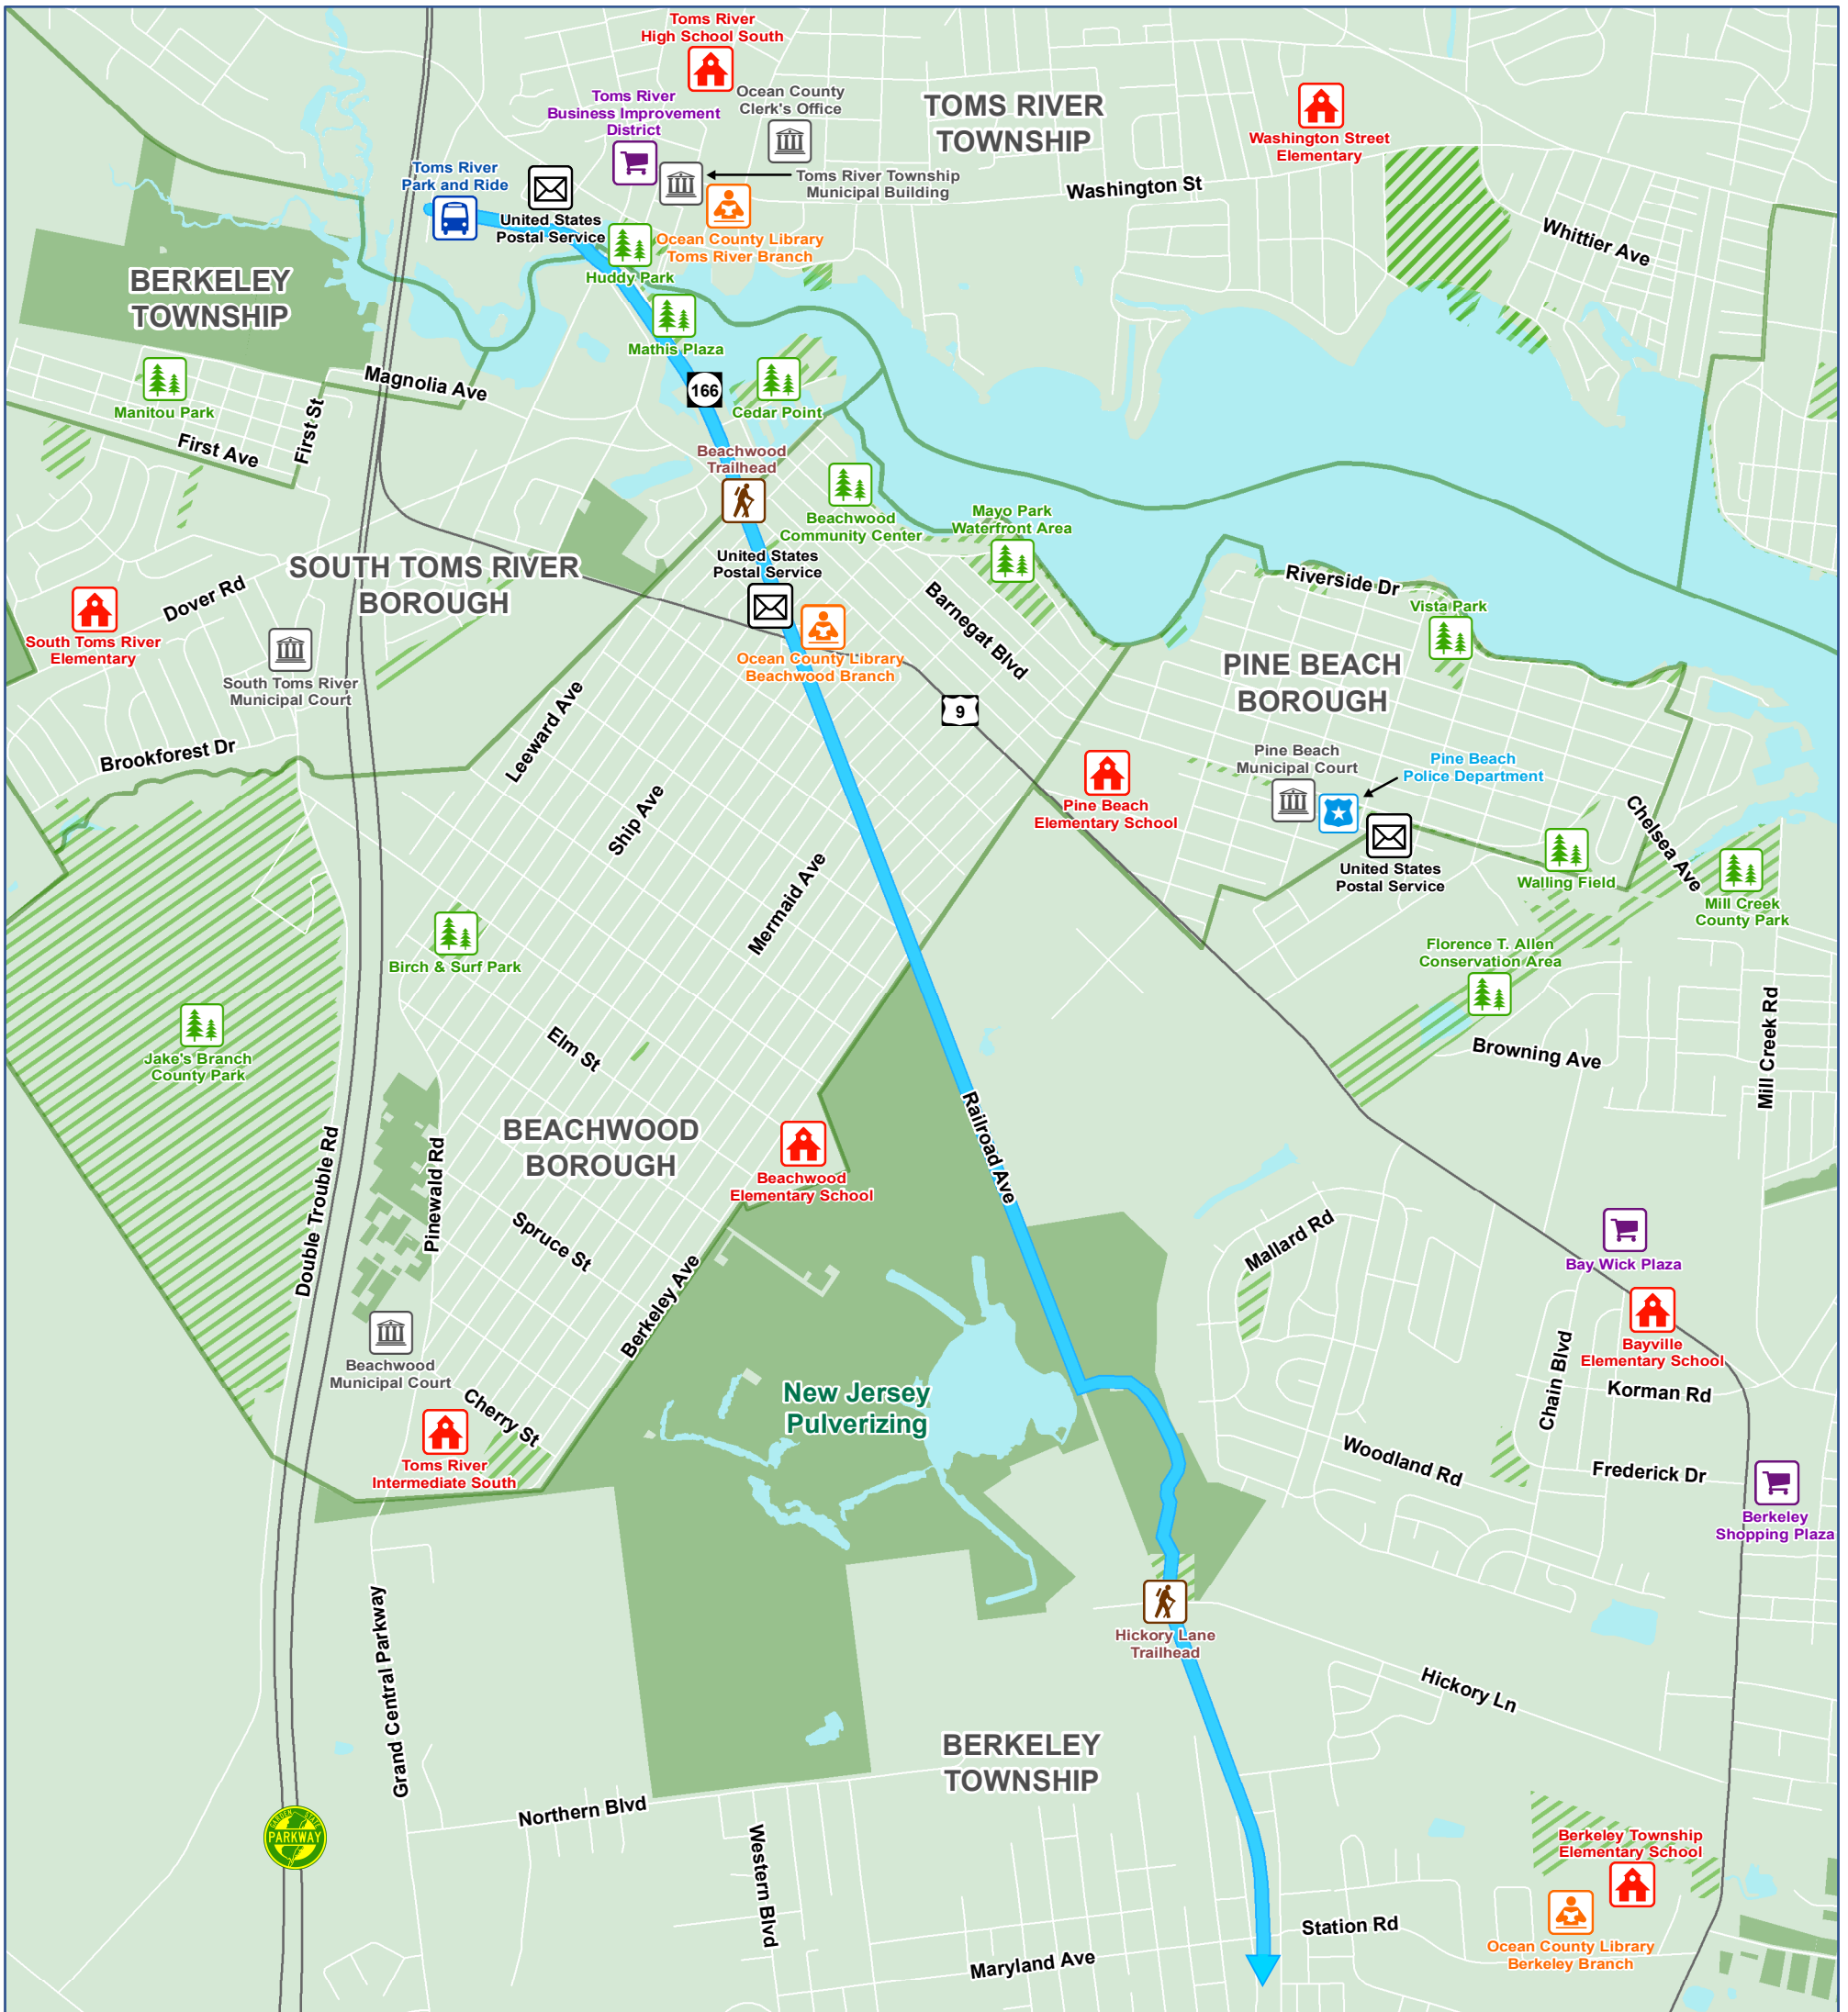 Toms River
High School South
Toms River
Business Improvement
District
Ocean County
Clerk's Office
TOMS RIVER
TOWNSHIP
Washington Street
Elementary
Toms River
Park and Ride
United States
Postal Service
Toms River Township
Municipal Building
Washington St
Ocean County Library
Toms River Branch
Whittier Ave
Huddy Park
BERKELEY
TOWNSHIP
Mathis Plaza
Magnolia Ave
166
Manitou Park
Cedar Point
First St
First Ave
Beachwood
Trailhead
Beachwood
Community Center
Mayo Park
Waterfront Area
United States
Postal Service
SOUTH TOMS RIVER
BOROUGH
Dover Rd
Riverside Dr
Vista Park
Barnegat Blvd
South Toms River
Elementary
South Toms River
Municipal Court
Ocean County Library
Beachwood Branch
PINE BEACH
BOROUGH
9
Leeward Ave
Brookforest Dr
Pine Beach
Municipal Court
Pine Beach
Police Department
Pine Beach
Elementary School
Ship Ave
Chelsea Ave
United States
Postal Service
Walling Field
Mermaid Ave
Mill Creek
County Park
Birch & Surf Park
Florence T. Allen
Conservation Area
Jake's Branch
County Park
Elm St
Browning Ave
Mill Creek Rd
Railroad Ave
BEACHWOOD
BOROUGH
Beachwood
Elementary School
Double Trouble Rd
Pinewald Rd
Spruce St
Mallard Rd
Bay Wick Plaza
Berkeley Ave
Beachwood
Municipal Court
Bayville
Elementary School
Chain Blvd
Korman Rd
New Jersey
Pulverizing
Cherry St
Toms River
Intermediate South
Woodland Rd
Frederick Dr
Berkeley
Shopping Plaza
Hickory Lane
Trailhead
Grand Central Parkway
Hickory Ln
BERKELEY
TOWNSHIP
Northern Blvd
GARDEN STATE
PARKWAY
Western Blvd
Berkeley Township
Elementary School
Station Rd
Ocean County Library
Berkeley Branch
Maryland Ave